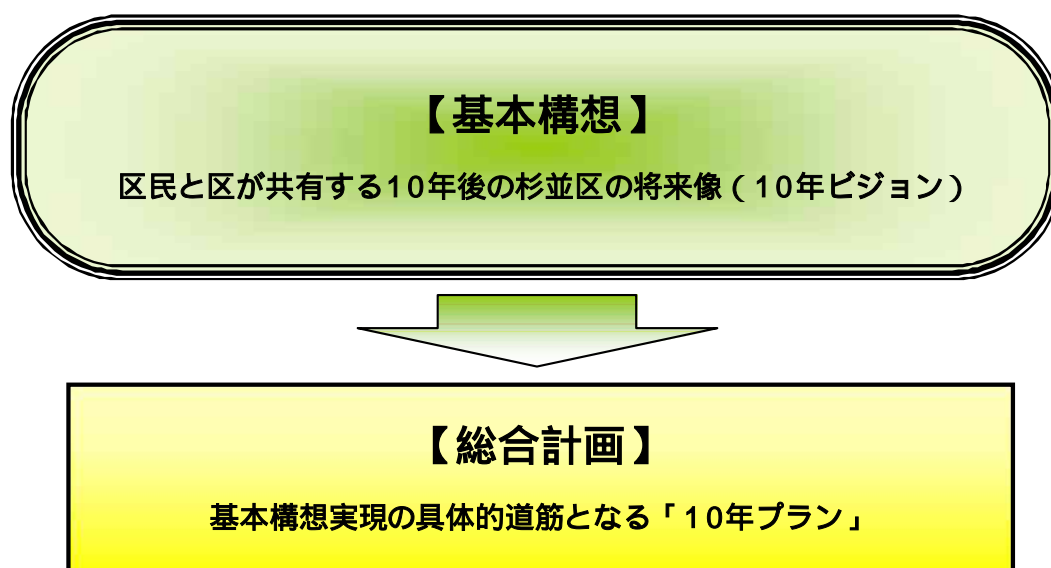 【基本構想】
区民と区が共有する10年後の杉並区の将来像（10年ビジョン）
【総合計画】
基本構想実現の具体的道筋となる「10年プラン」